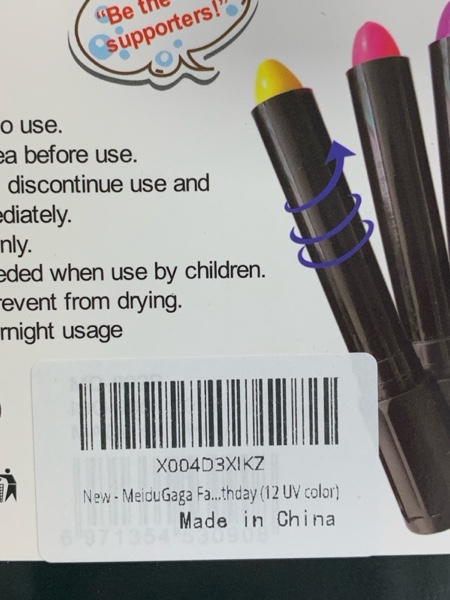 "Be the
supporters!"
o use.
ea before use.
discontinue use and
ediately.
nly.
eded when use by children.
revent from drying.
rnight usage
X004D3XIKZ
New - MeiduGaga Fa...thday (12 UV color)
Made in China